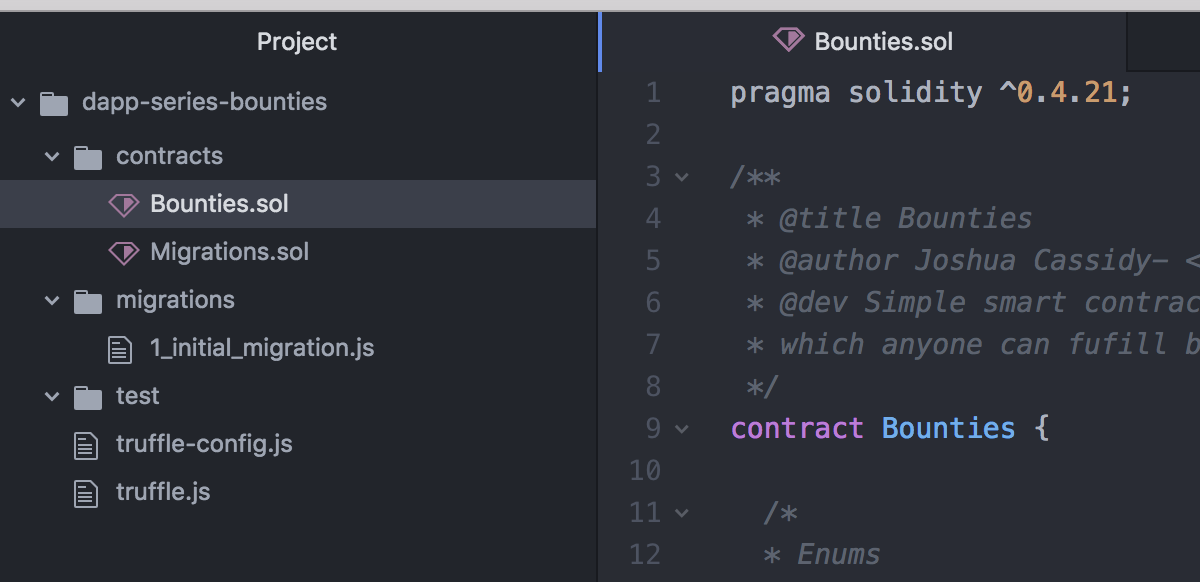 Project
dapp-series-bounties
contracts
Bounties.sol
Migrations.sol
migrations
1_initial_migration.js
test
truffle-config.js
truffle.js
Bounties.sol
1 pragma solidity ^0.4.21;
2
3 /**
4 * @title Bounties
5 * @author Joshua Cassidy- <
6 * @dev Simple smart contrac
7 * which anyone can fufill b
8 */
9 contract Bounties {
10
11 /*
12 * Enums